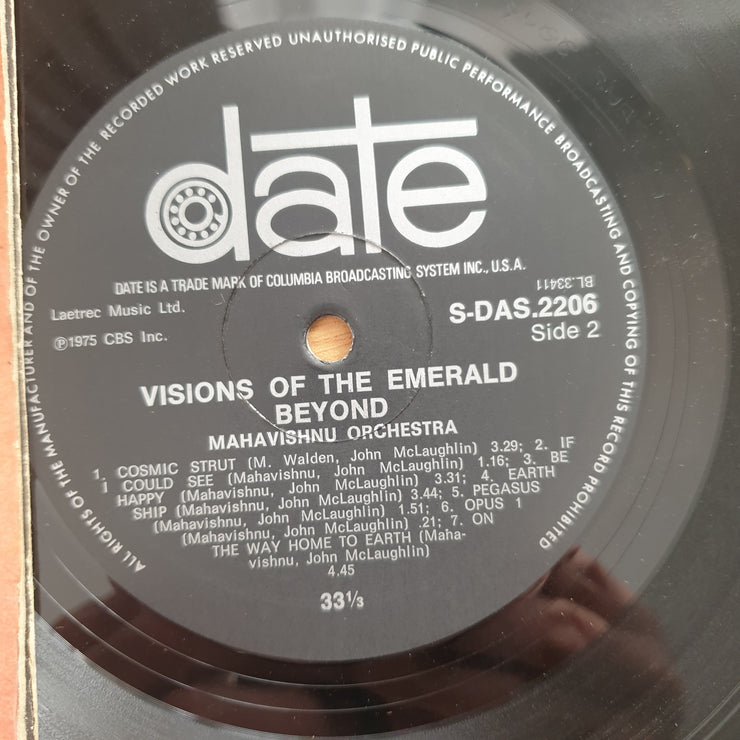 ALL RIGHTS OF THE MANUFACTURER AND OF THE OWNER OF THE RECORDED WORK RESERVED UNAUTHORISED PUBLIC PERFORMANCE BROADCASTING AND COPYING OF THIS RECORD PROHIBITED
date
DATE IS A TRADE MARK OF COLUMBIA BROADCASTING SYSTEM INC., U.S.A.
BL.33411
Laetrec Music Ltd.
S-DAS.2206
℗1975 CBS Inc.
Side 2
VISIONS OF THE EMERALD
BEYOND
MAHAVISHNU ORCHESTRA
1. COSMIC STRUT (M. Walden, John McLaughlin) 3.29; 2. IF
I COULD SEE (Mahavishnu, John McLaughlin) 1.16; 3. BE
HAPPY (Mahavishnu, John McLaughlin) 3.31; 4. EARTH
SHIP (Mahavishnu, John McLaughlin) 3.44; 5. PEGASUS
(Mahavishnu, John McLaughlin) 1.51; 6. OPUS 1
(Mahavishnu, John McLaughlin) .21; 7. ON
THE WAY HOME TO EARTH (Maha-
vishnu, John McLaughlin)
4.45
33⅓